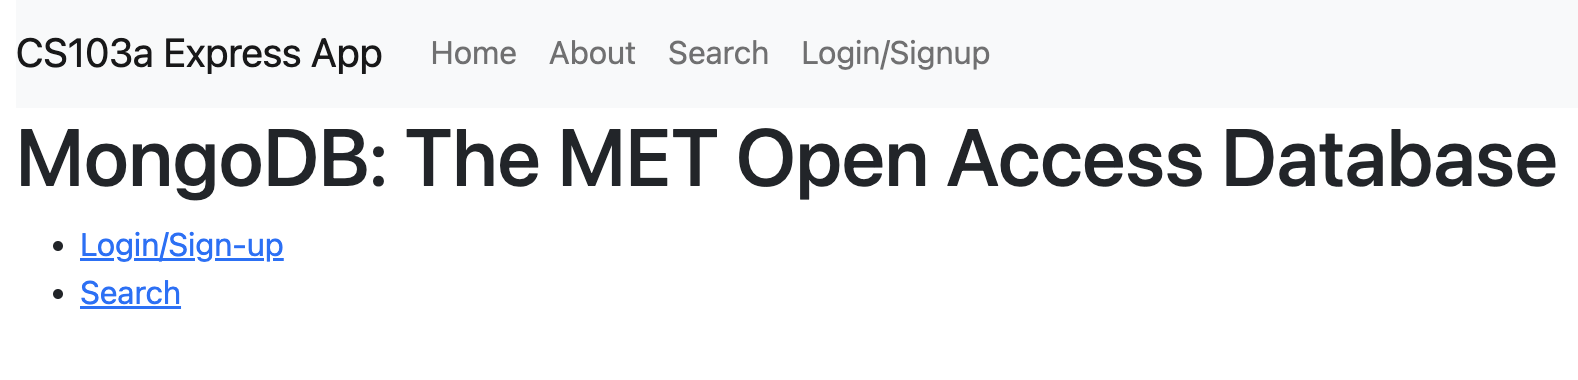 CS103a Express App Home About Search Login/Signup
MongoDB: The MET Open Access Database
• Login/Sign-up
• Search